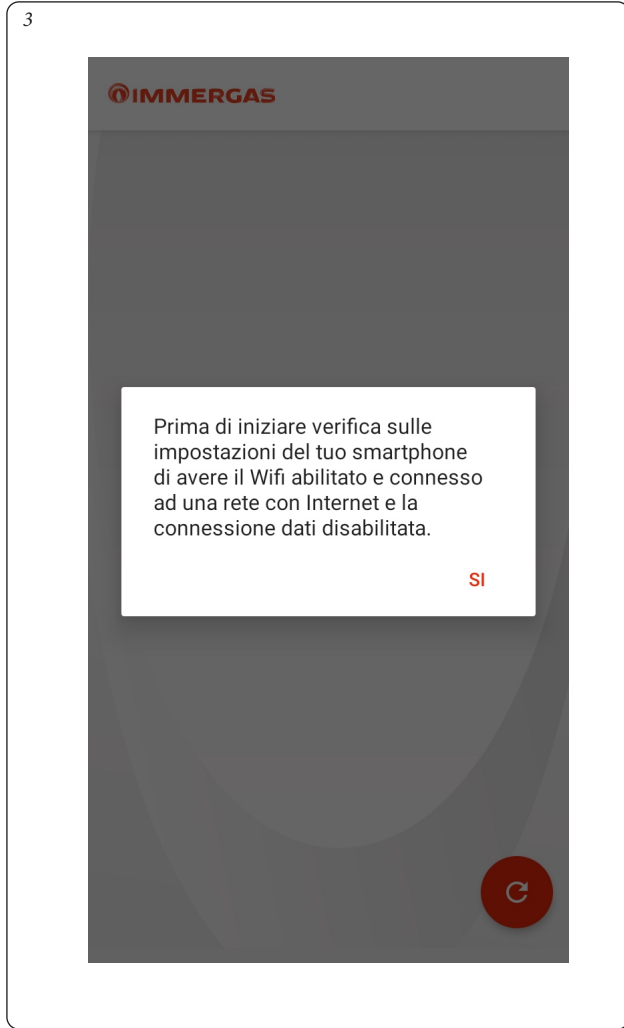 3
IMMERGAS
Prima di iniziare verifica sulle
impostazioni del tuo smartphone
di avere il Wifi abilitato e connesso
ad una rete con Internet e la
connessione dati disabilitata.
SI